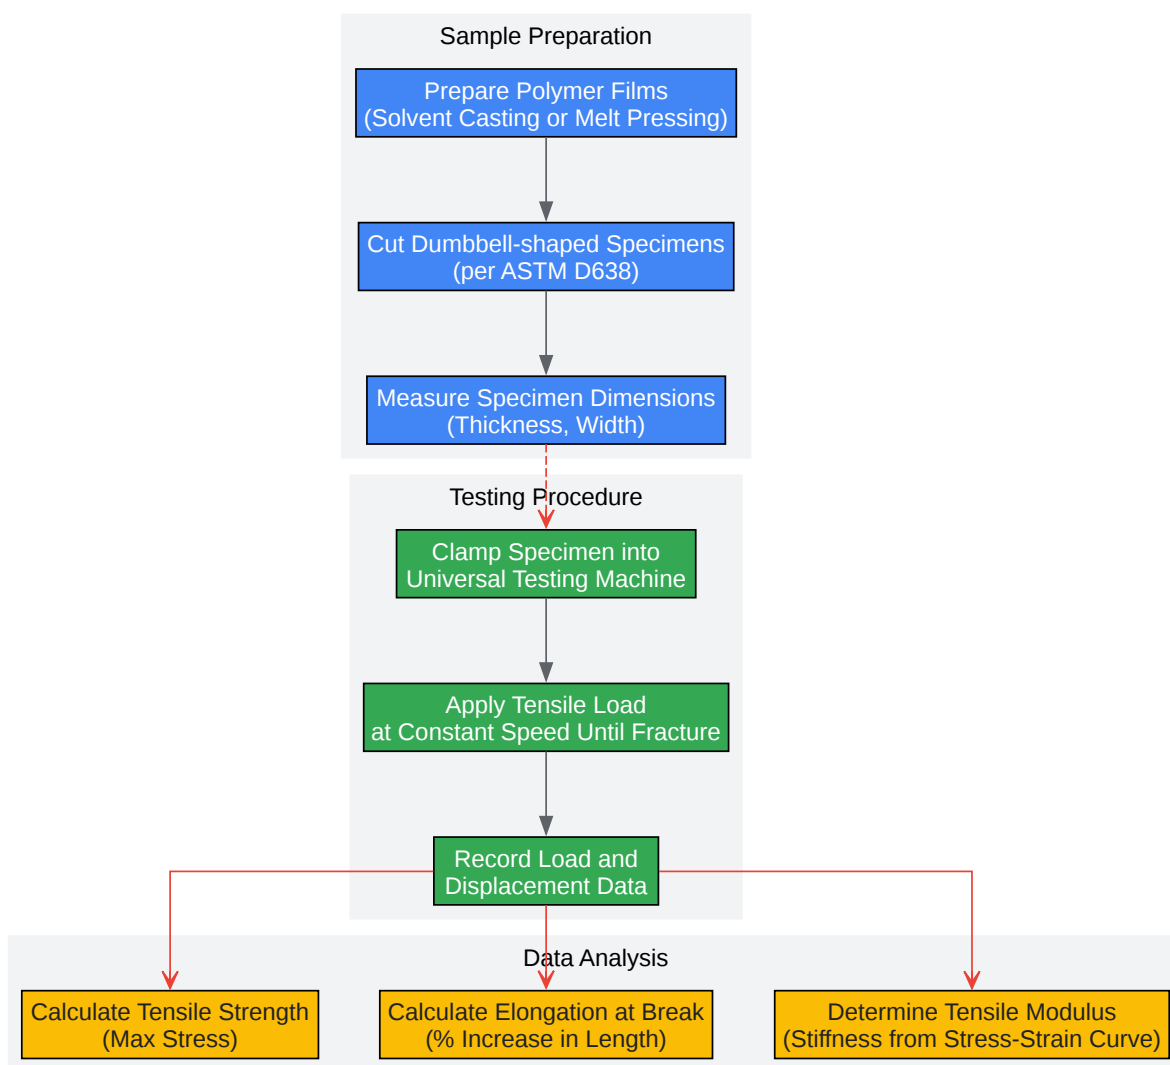 Sample Preparation
Prepare Polymer Films
(Solvent Casting or Melt Pressing)
Cut Dumbbell-shaped Specimens
(per ASTM D638)
Measure Specimen Dimensions
(Thickness, Width)
Testing Procedure
Clamp Specimen into
Universal Testing Machine
Apply Tensile Load
at Constant Speed Until Fracture
Record Load and
Displacement Data
Data Analysis
Calculate Tensile Strength
(Max Stress)
Calculate Elongation at Break
(% Increase in Length)
Determine Tensile Modulus
(Stiffness from Stress-Strain Curve)